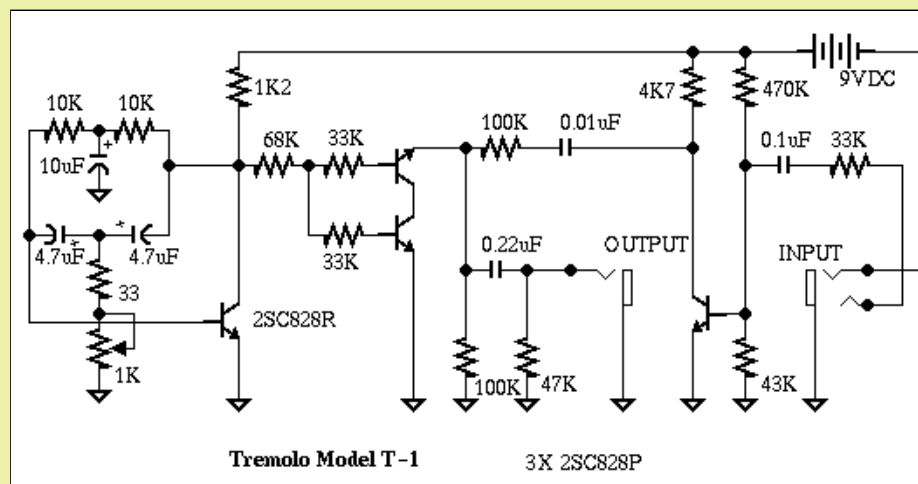 9VDC
1K2
4K7
470K
10K
10K
0.01uF
100K
68K
33K
0.1uF
33K
10uF
+
+
+
4.7uF
4.7uF
33K
0.22uF
OUTPUT
INPUT
33
2SC828R
1K
100K
47K
43K
Tremolo Model T-1
3X 2SC828P